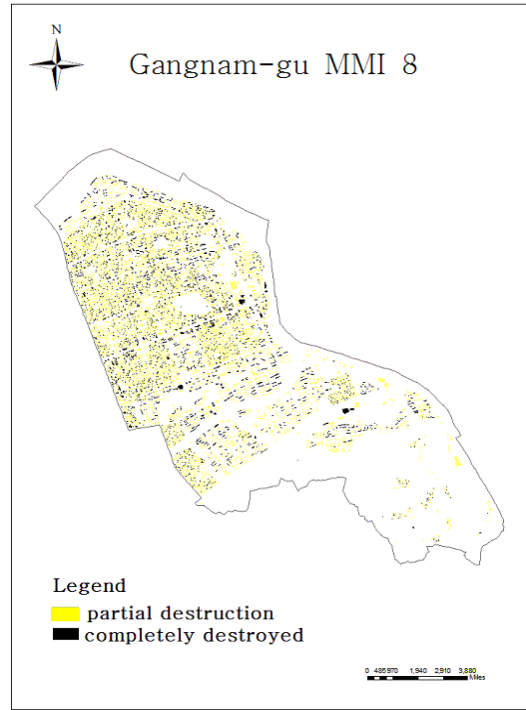 N
Gangnam-gu MMI 8
Legend
partial destruction
completely destroyed
0 485970 1,940 2,910 3,880
Miles